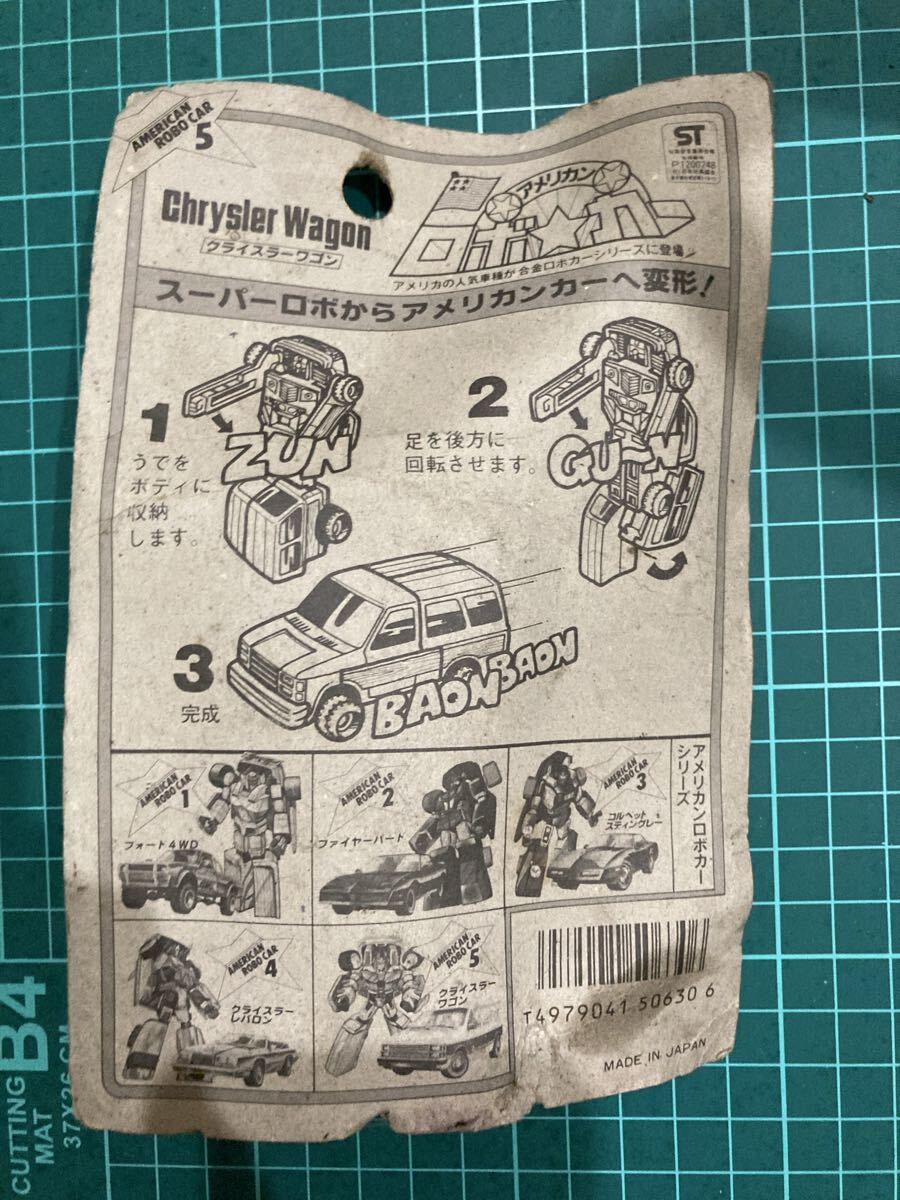 AMERICAN
ROBO CAR
5
Chrysler Wagon
クライスラーワゴン
アメリカン
ロボ★カー
アメリカの人気車種が合金ロボカーシリーズに登場!
ST
P1200748
スーパーロボからアメリカンカーへ変形!
1
うでを
ボディに
収納
します。
ZUN
2
足を後方に
回転させます。
GU-N
3
完成
BAON BAON
AMERICAN
ROBO CAR
1
フォード4WD
AMERICAN
ROBO CAR
2
ファイヤーバード
AMERICAN
ROBO CAR
3
コルベット
スティングレー
アメリカンロボカー
シリーズ
AMERICAN
ROBO CAR
4
クライスラー
レバロン
AMERICAN
ROBO CAR
5
クライスラー
ワゴン
T4979041 50630 6
MADE IN JAPAN
B4
CUTTING
MAT
37X26 CM